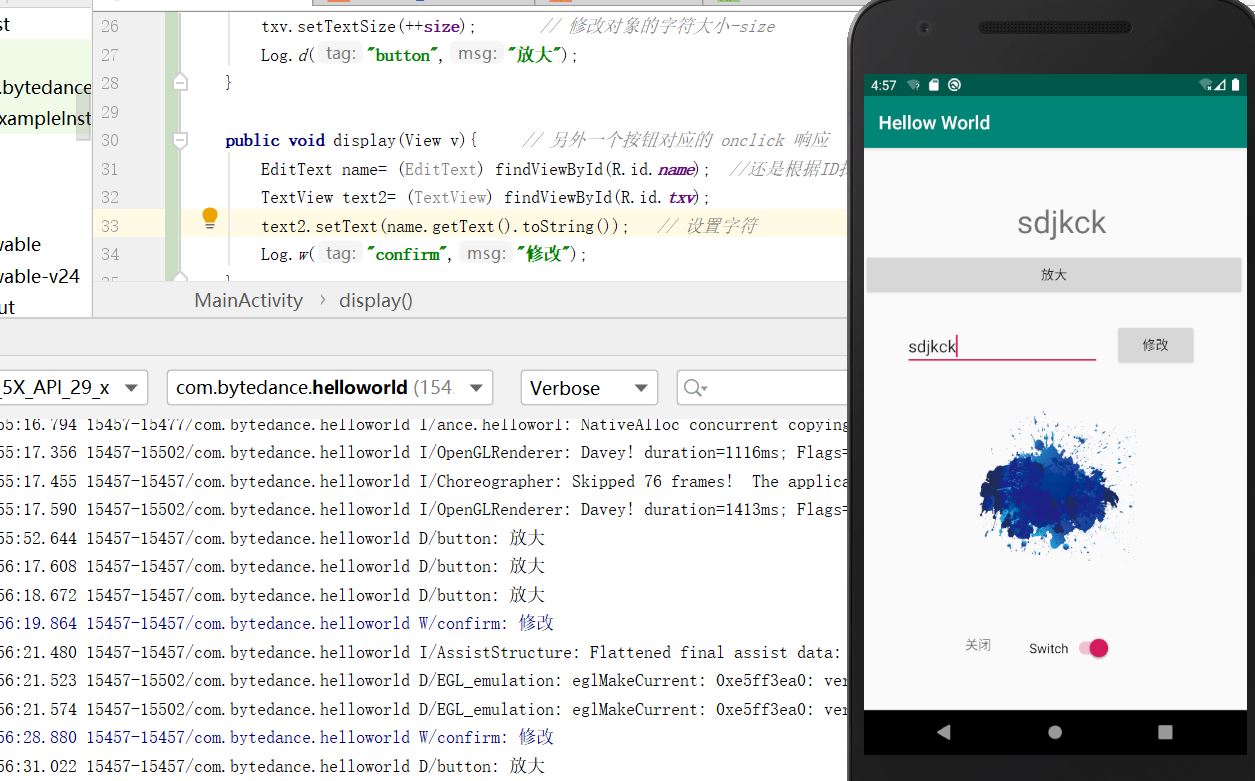 st
.bytedance
xampleInst
vable
vable-v24
ut
26 txv.setTextSize(++size); // 修改对象的字符大小-size
27 Log.d( tag: "button", msg: "放大");
28 }
29
30 public void display(View v){ // 另外一个按钮对应的 onclick 响应
31 EditText name= (EditText) findViewById(R.id.name); //还是根据ID找
32 TextView text2= (TextView) findViewById(R.id.txv);
33 text2.setText(name.getText().toString()); // 设置字符
34 Log.w( tag: "confirm", msg: "修改");
MainActivity › display()
_5X_API_29_x
com.bytedance.helloworld (154
Verbose
55:16.794 15457-15477/com.bytedance.helloworld I/ance.helloworl: NativeAlloc concurrent copying
55:17.356 15457-15502/com.bytedance.helloworld I/OpenGLRenderer: Davey! duration=1116ms; Flags=
55:17.455 15457-15457/com.bytedance.helloworld I/Choreographer: Skipped 76 frames! The applica
55:17.590 15457-15502/com.bytedance.helloworld I/OpenGLRenderer: Davey! duration=1413ms; Flags=
55:52.644 15457-15457/com.bytedance.helloworld D/button: 放大
56:17.608 15457-15457/com.bytedance.helloworld D/button: 放大
56:18.672 15457-15457/com.bytedance.helloworld D/button: 放大
56:19.864 15457-15457/com.bytedance.helloworld W/confirm: 修改
56:21.480 15457-15457/com.bytedance.helloworld I/AssistStructure: Flattened final assist data:
56:21.523 15457-15502/com.bytedance.helloworld D/EGL_emulation: eglMakeCurrent: 0xe5ff3ea0: ver
56:21.574 15457-15502/com.bytedance.helloworld D/EGL_emulation: eglMakeCurrent: 0xe5ff3ea0: ver
56:28.880 15457-15457/com.bytedance.helloworld W/confirm: 修改
56:31.022 15457-15457/com.bytedance.helloworld D/button: 放大
4:57
Hellow World
sdjkck
放大
sdjkck
修改
关闭
Switch